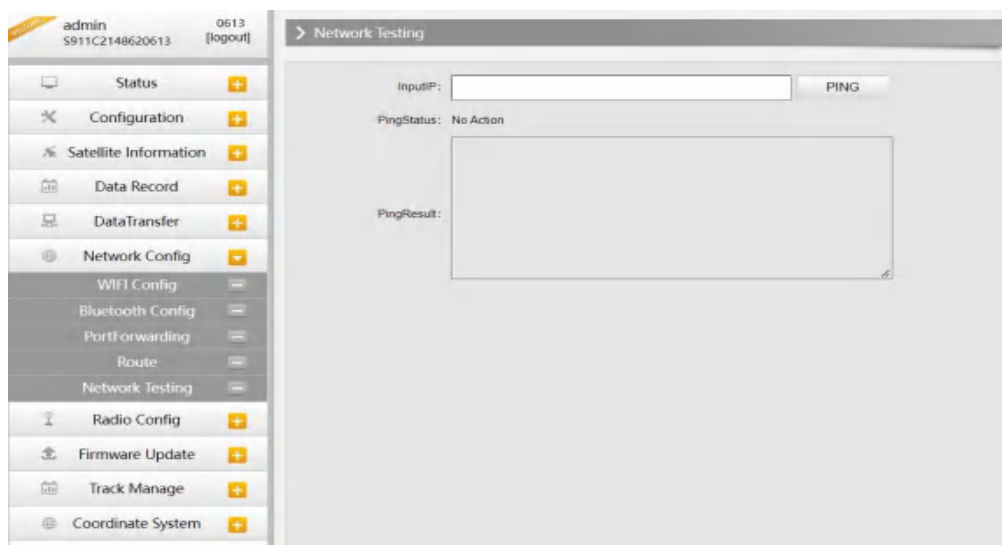 admin 0613
S911C2148620613 [logout]
Status
Configuration
Satellite Information
Data Record
DataTransfer
Network Config
WIFI Config
Bluetooth Config
PortForwarding
Route
Network Testing
Radio Config
Firmware Update
Track Manage
Coordinate System
Network Testing
InputIP: PING
PingStatus: No Action
PingResult: